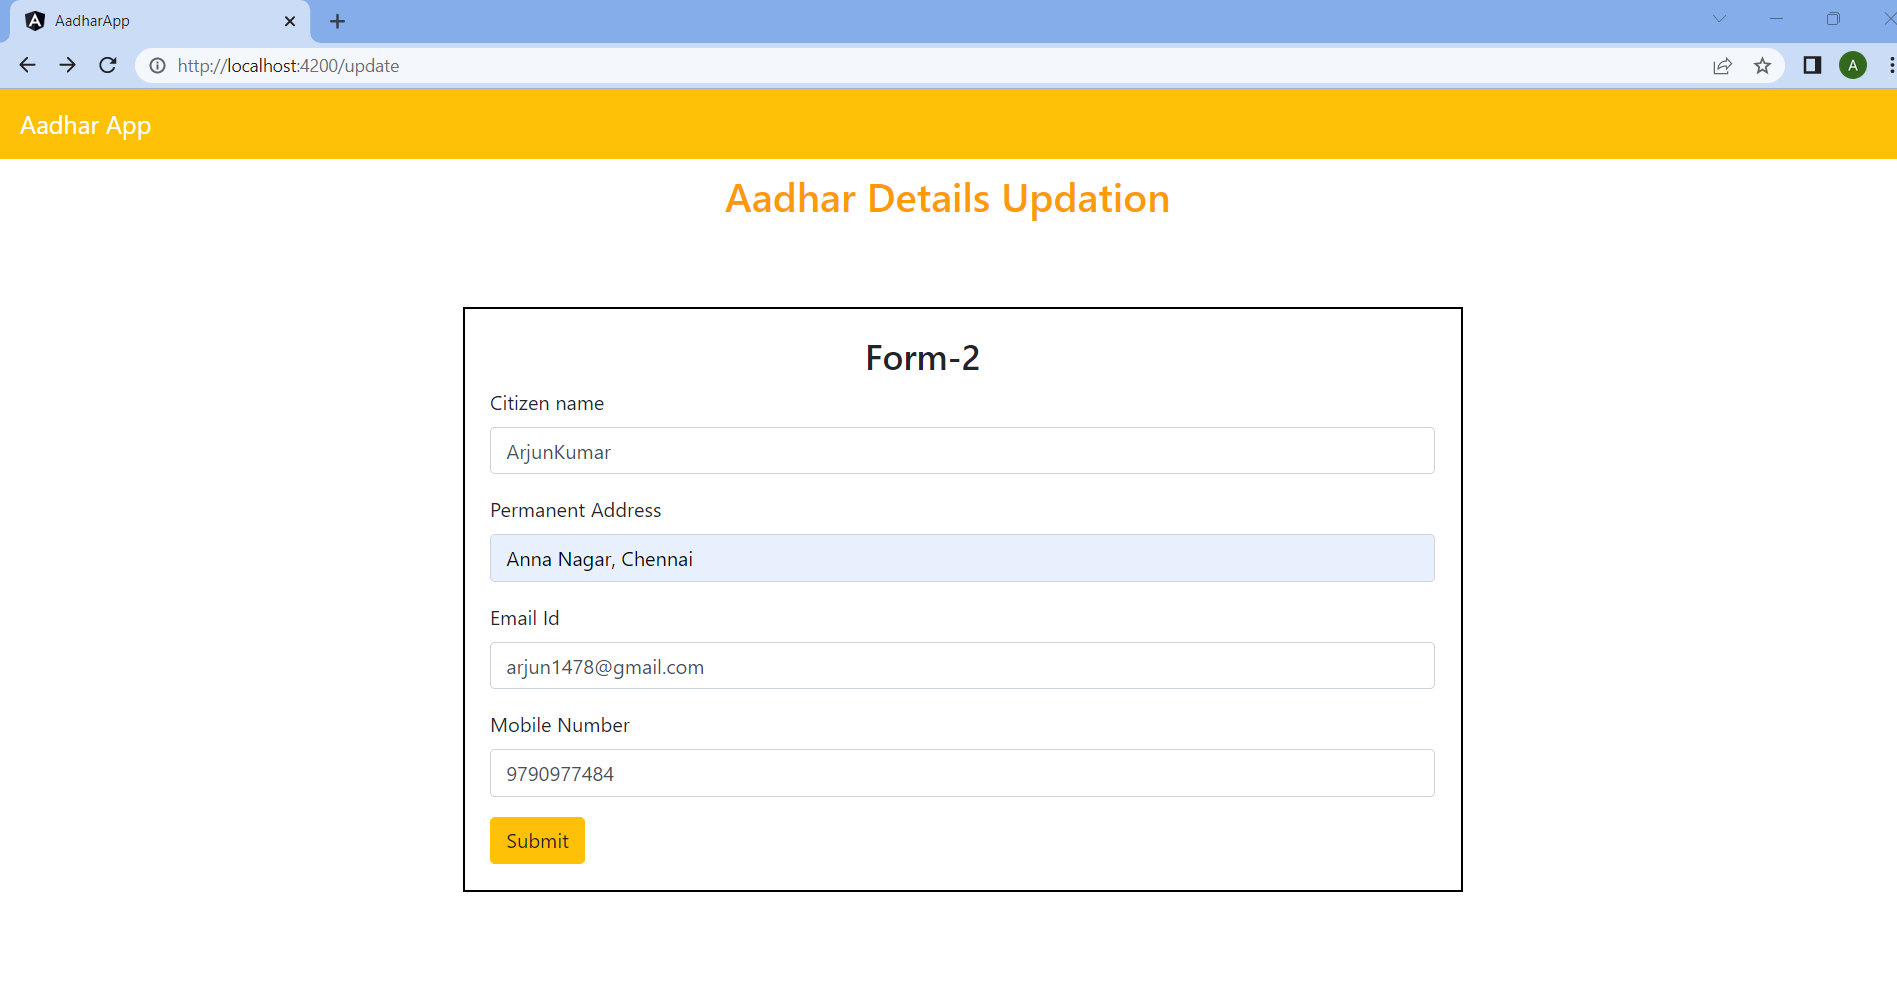 AadharApp
http://localhost:4200/update
A
Aadhar App
Aadhar Details Updation
Form-2
Citizen name
ArjunKumar
Permanent Address
Anna Nagar, Chennai
Email Id
arjun1478@gmail.com
Mobile Number
9790977484
Submit